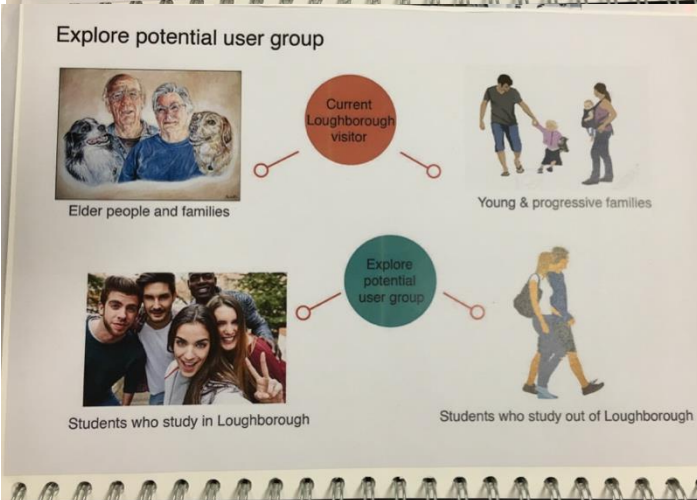 Explore potential user group
Current
Loughborough
visitor
Elder people and families
Young & progressive families
Explore
potential
user group
Students who study in Loughborough
Students who study out of Loughborough